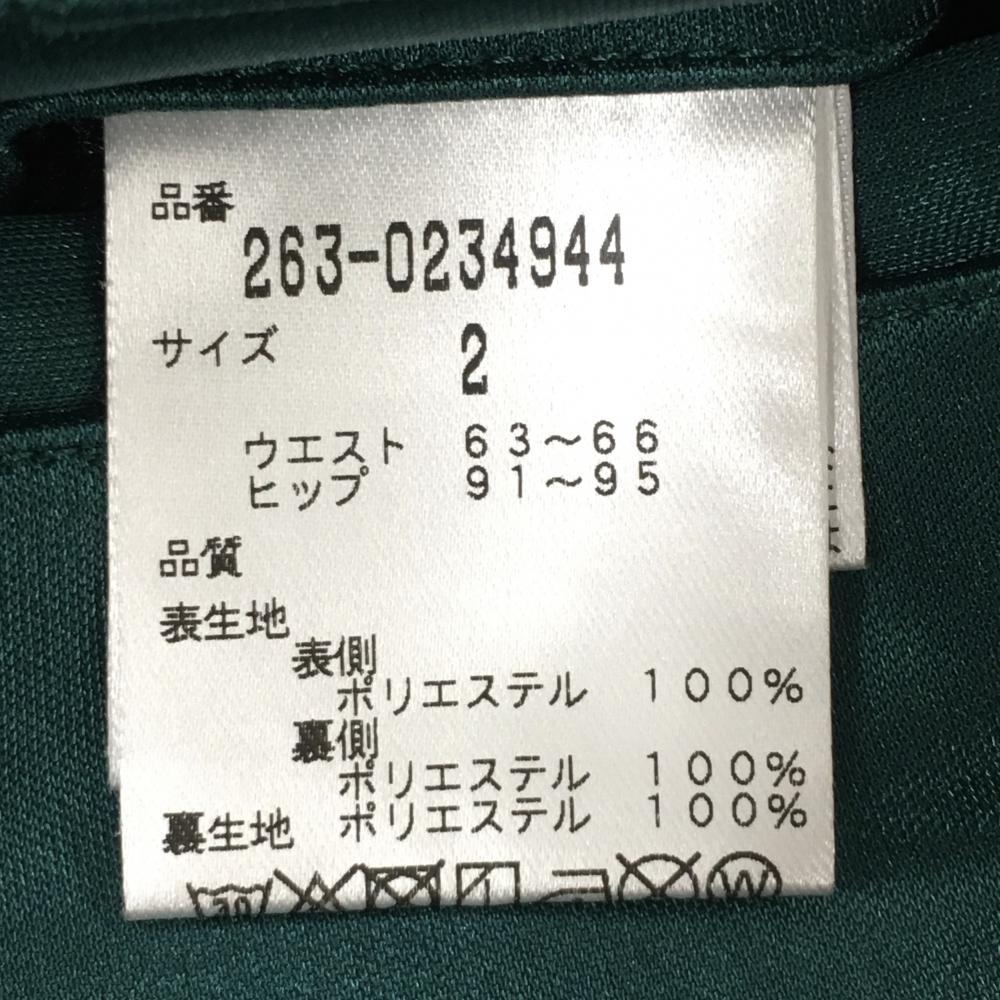 品番
263-0234944
サイズ 2
ウエスト 63～66
ヒップ 91～95
品質
表生地
表側
ポリエステル 100%
裏側
ポリエステル 100%
裏生地 ポリエステル 100%